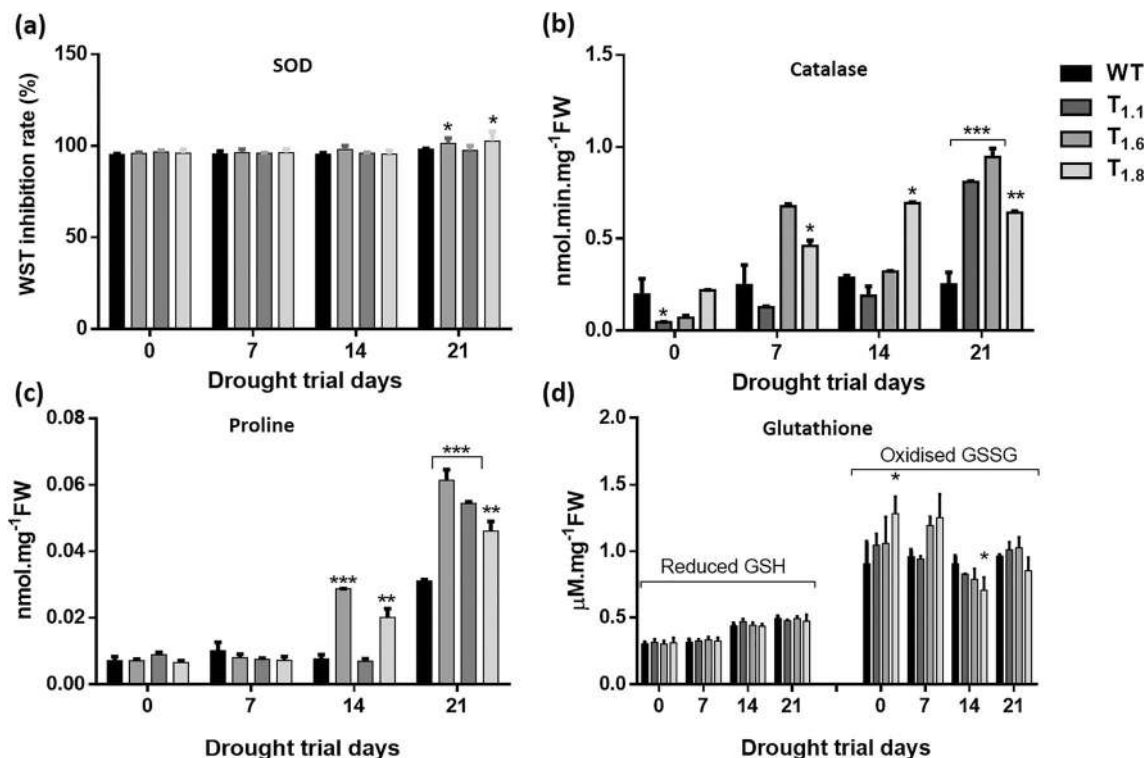 (a)
SOD
WST inhibition rate (%)
150
100
50
0
* *
0 7 14 21
Drought trial days
(b)
Catalase
nmol.min.mg⁻¹FW
1.5
1.0
0.5
0.0
* * * *** **
0 7 14 21
Drought trial days
WT
T₁.₁
T₁.₆
T₁.₈
(c)
Proline
nmol.mg⁻¹FW
0.08
0.06
0.04
0.02
0.00
*** ** *** **
0 7 14 21
Drought trial days
(d)
Glutathione
µM.mg⁻¹FW
2.0
1.5
1.0
0.5
0.0
Reduced GSH
Oxidised GSSG
* *
0 7 14 21 0 7 14 21
Drought trial days